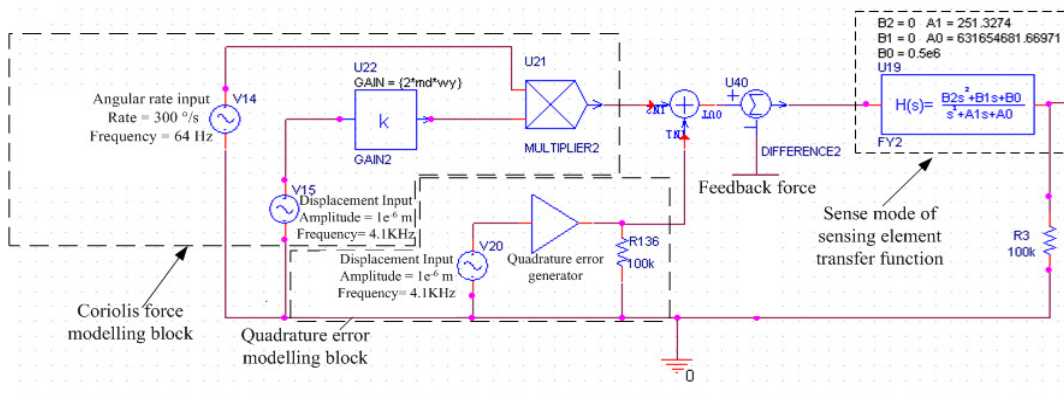 B2 = 0 A1 = 251.3274
B1 = 0 A0 = 631654681.66971
B0 = 0.5e6
U19
H(s)= B2s²+B1s+B0
s²+A1s+A0
FY2
U22
GAIN = {2*md*wy}
k
GAIN2
U21
MULTIPLIER2
Angular rate input
Rate = 300 °/s
Frequency = 64 Hz
V14
V15
Displacement Input
Amplitude = 1e⁻⁶ m
Frequency= 4.1KHz
IN2
IN1
OUT
U40
DIFFERENCE2
Feedback force
Sense mode of
sensing element
transfer function
R3
100k
V20
Displacement Input
Amplitude = 1e⁻⁶ m
Frequency= 4.1KHz
Quadrature error
generator
R136
100k
Coriolis force
modelling block
Quadrature error
modelling block
0